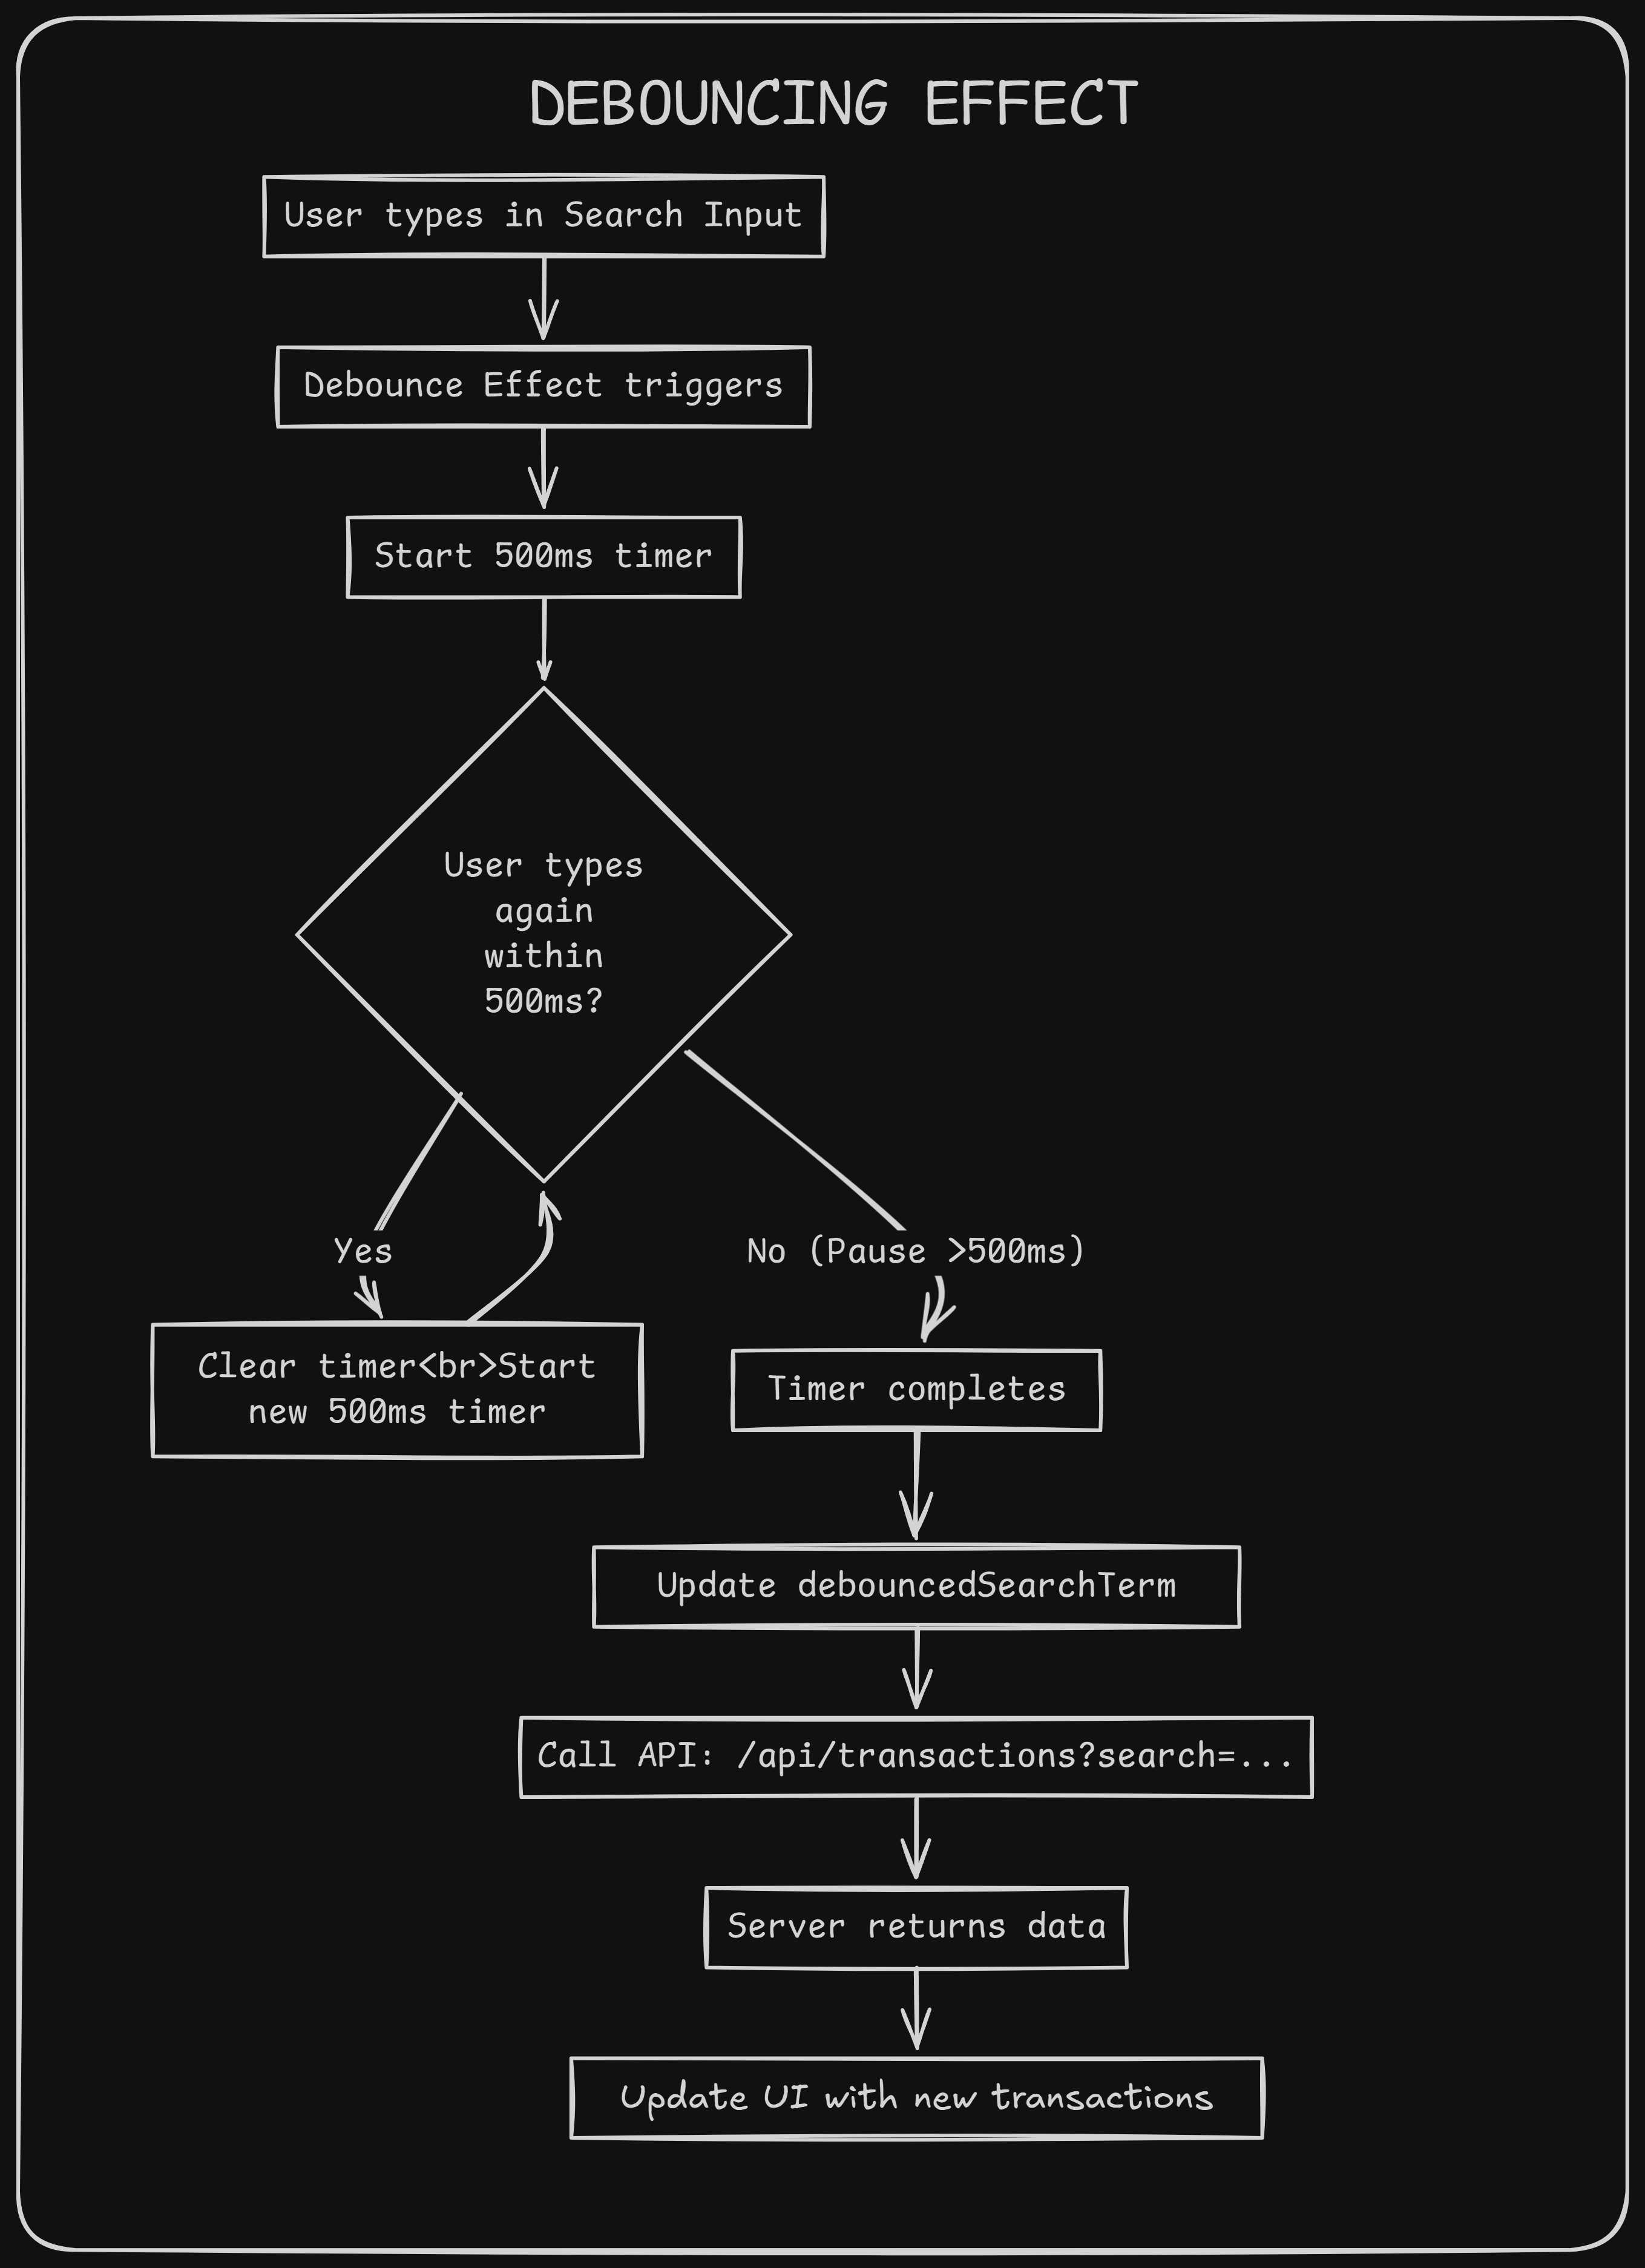 DEBOUNCING EFFECT
User types in Search Input
Debounce Effect triggers
Start 500ms timer
User types
again
within
500ms?
Yes
No (Pause >500ms)
Clear timer<br>Start
new 500ms timer
Timer completes
Update debouncedSearchTerm
Call API: /api/transactions?search=...
Server returns data
Update UI with new transactions